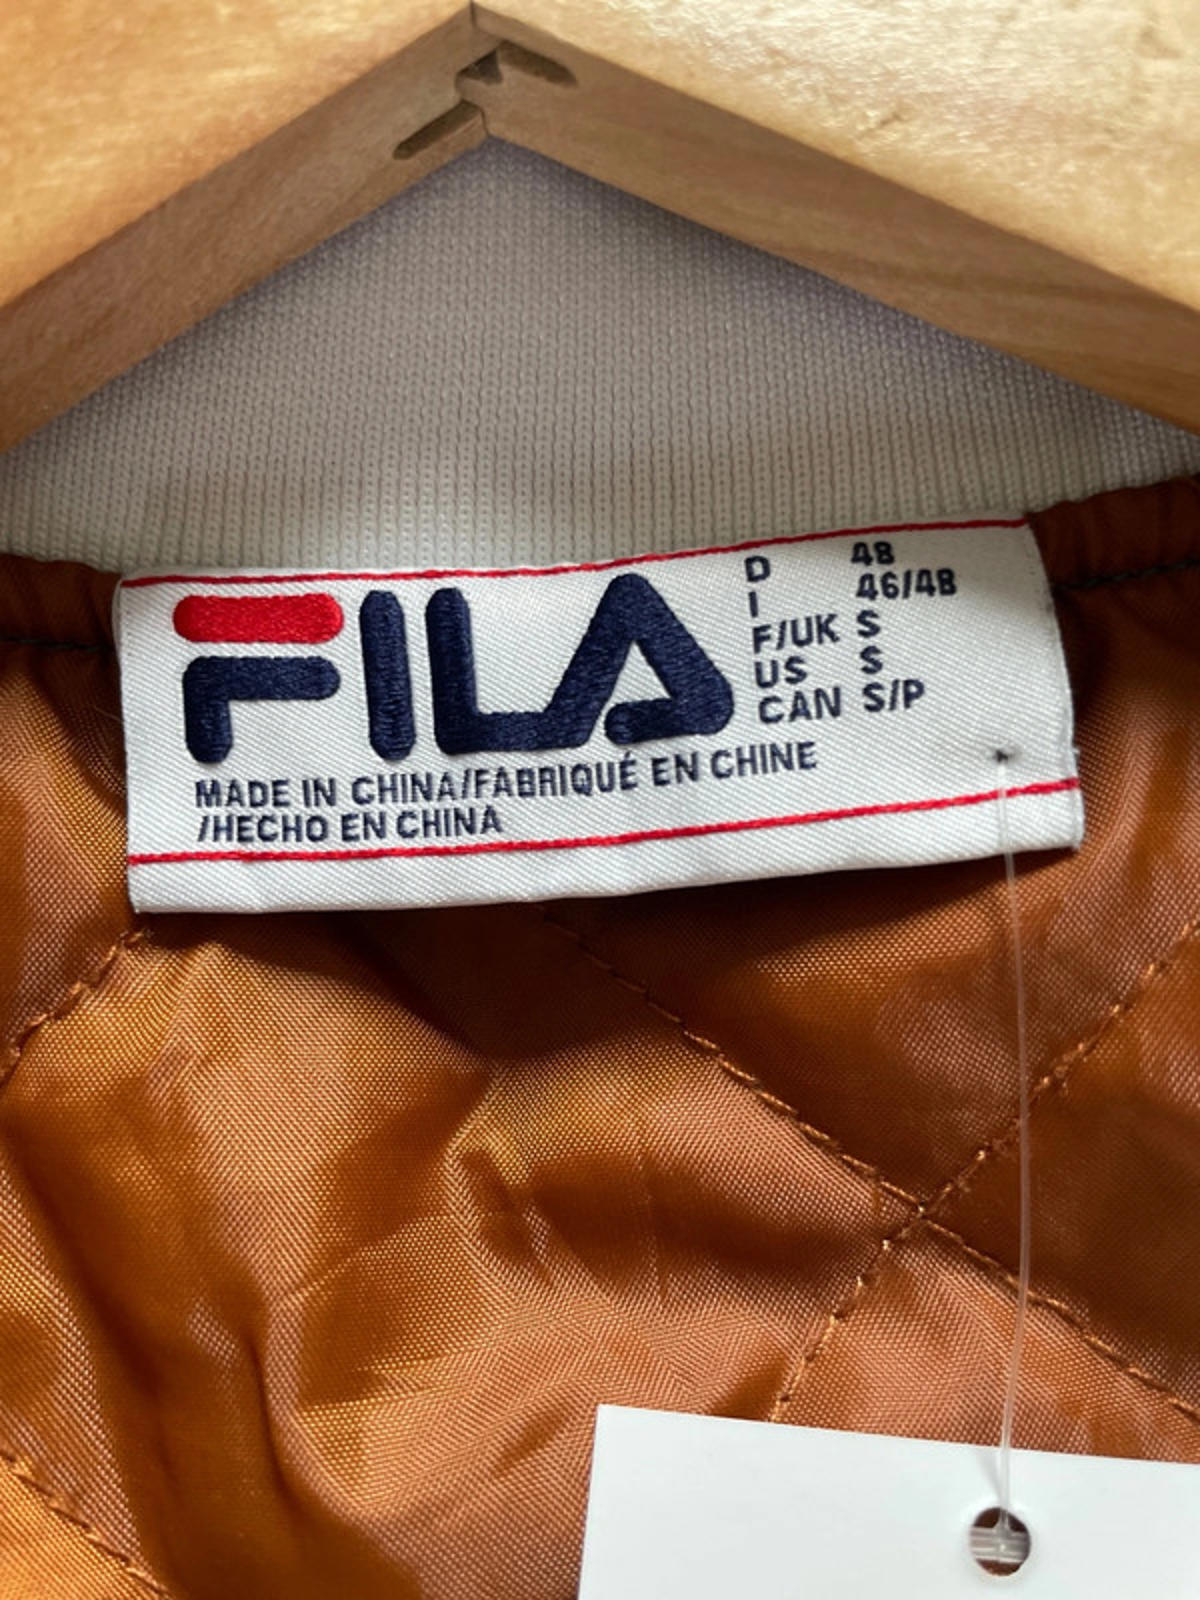 FILA
D 48
I 46/48
F/UK S
US S
CAN S/P
MADE IN CHINA/FABRIQUÉ EN CHINE
/HECHO EN CHINA